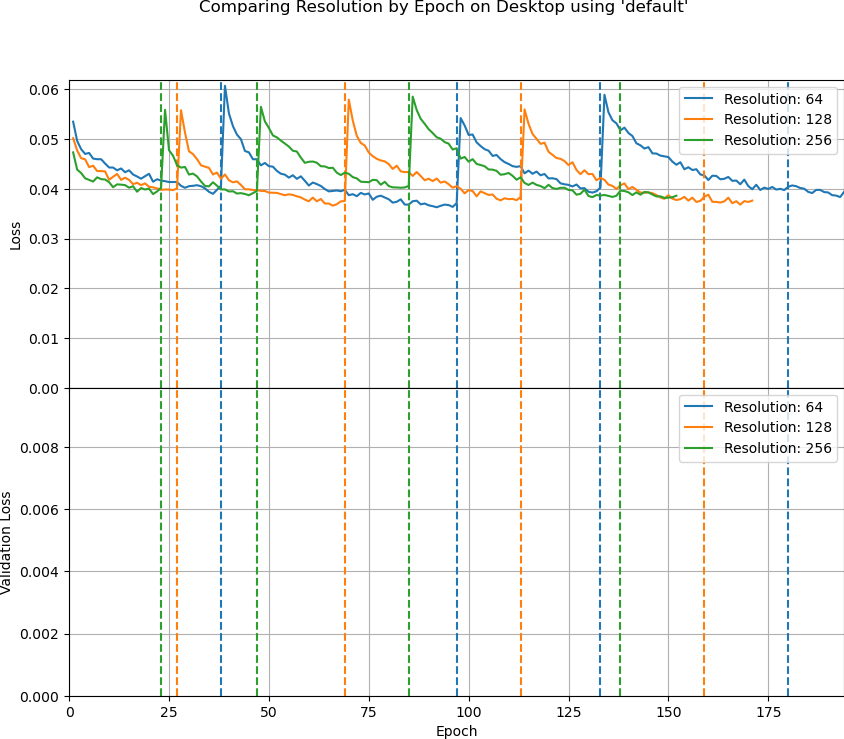 Comparing Resolution by Epoch on Desktop using 'default'
0.06
0.05
0.04
0.03
0.02
0.01
0.00
Loss
Resolution: 64
Resolution: 128
Resolution: 256
0.008
0.006
0.004
0.002
0.000
Validation Loss
Resolution: 64
Resolution: 128
Resolution: 256
0 25 50 75 100 125 150 175
Epoch